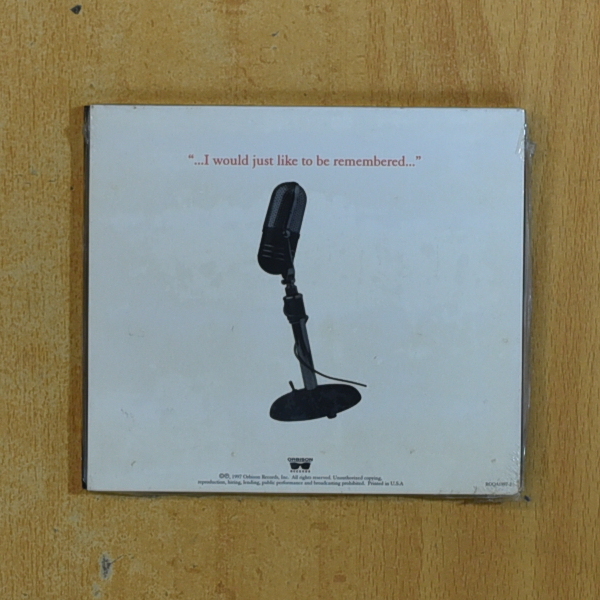 “...I would just like to be remembered...”
ORBISON
RECORDS
℗©, 1997 Orbison Records, Inc. All rights reserved. Unauthorized copying,
reproduction, hiring, lending, public performance and broadcasting prohibited. Printed in U.S.A